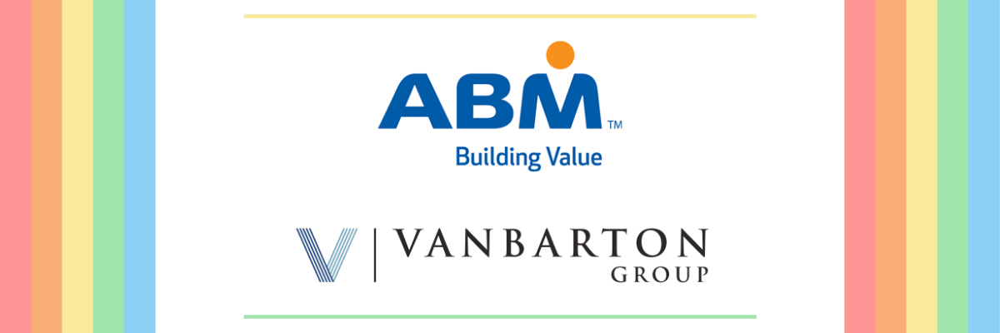 ABM™
Building Value
VANBARTON
GROUP